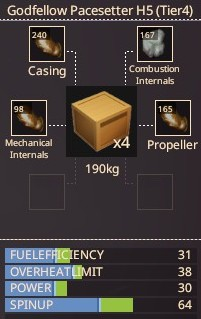 Godfellow Pacesetter H5 (Tier4)
240
167
Casing
Combustion
Internals
98
165
x4
Mechanical
Internals
Propeller
190kg
FUELEFFICIENCY 31
OVERHEATLIMIT 38
POWER 30
SPINUP 64